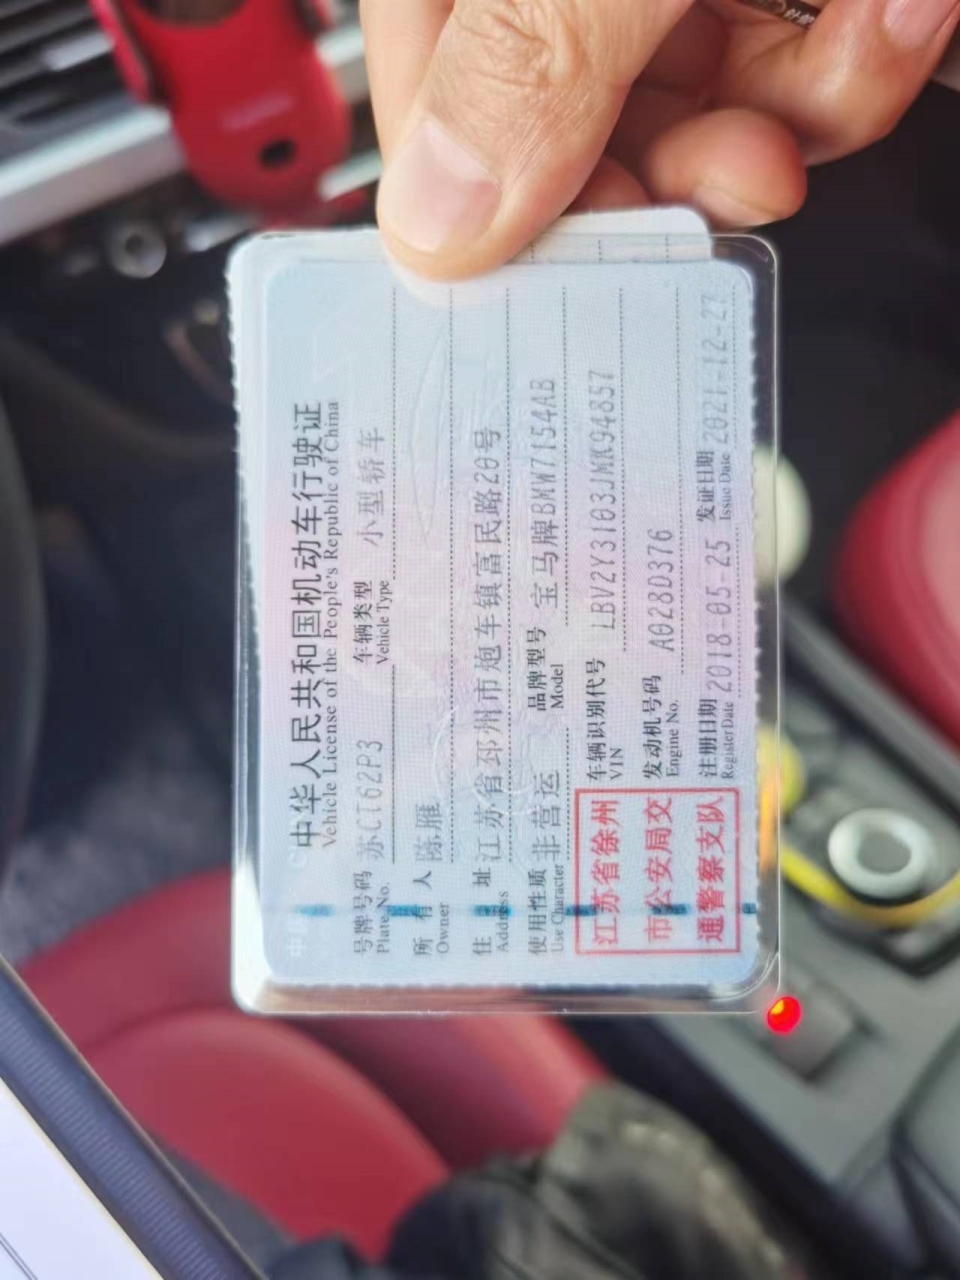 中华人民共和国机动车行驶证
Vehicle License of the People's Republic of China
号牌号码 苏CT62P3 车辆类型 小型轿车
Plate No. Vehicle Type
所有人 陈雁
Owner
住址 江苏省邳州市炮车镇富民路20号
Address
使用性质 非营运 品牌型号 宝马牌BMW7154AB
Use Character Model
江苏省徐州
市公安局交
通警察支队
车辆识别代号 LBV2Y3103JMK94857
VIN
发动机号码 A028D376
Engine No.
注册日期 2018-05-25 发证日期 2021-12-27
Register Date Issue Date